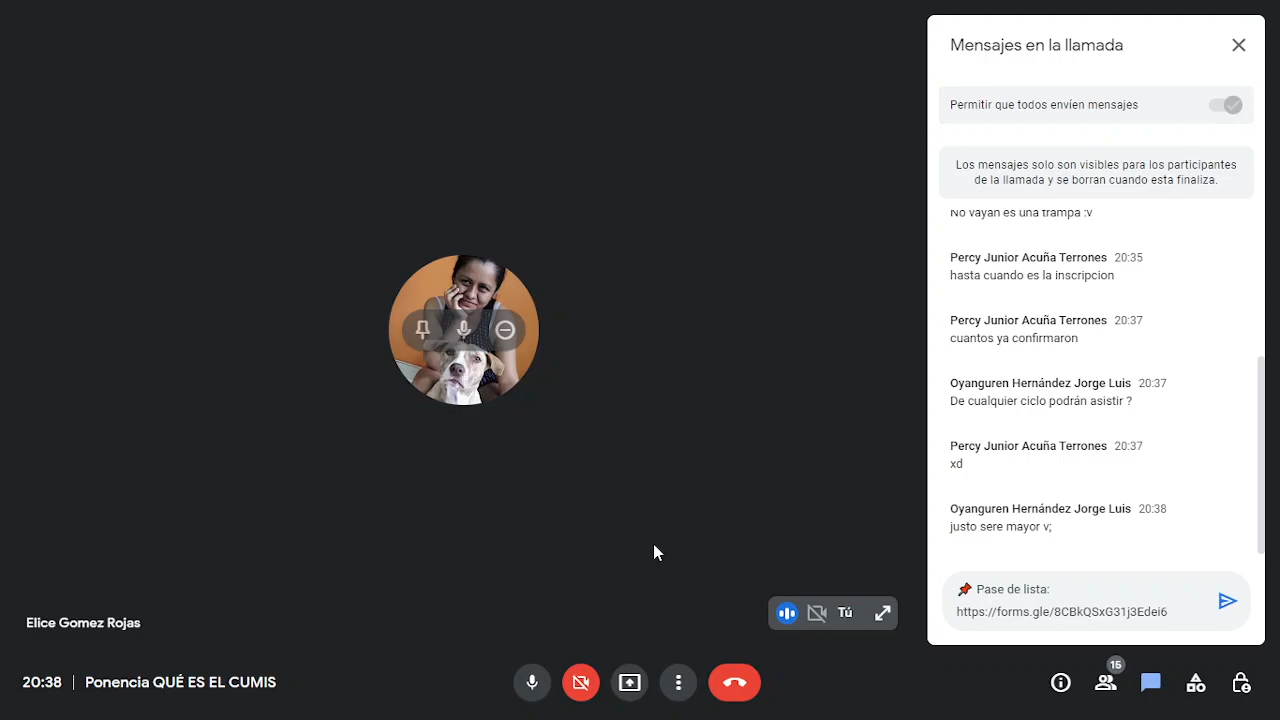 Mensajes en la llamada
Permitir que todos envíen mensajes
Los mensajes solo son visibles para los participantes
de la llamada y se borran cuando esta finaliza.
No vayan es una trampa :v
Percy Junior Acuña Terrones 20:35
hasta cuando es la inscripcion
Percy Junior Acuña Terrones 20:37
cuantos ya confirmaron
Oyanguren Hernández Jorge Luis 20:37
De cualquier ciclo podrán asistir ?
Percy Junior Acuña Terrones 20:37
xd
Oyanguren Hernández Jorge Luis 20:38
justo sere mayor v;
📌 Pase de lista:
https://forms.gle/8CBkQSxG31j3Edei6
Tú
Elice Gomez Rojas
20:38 | Ponencia QUÉ ES EL CUMIS
15